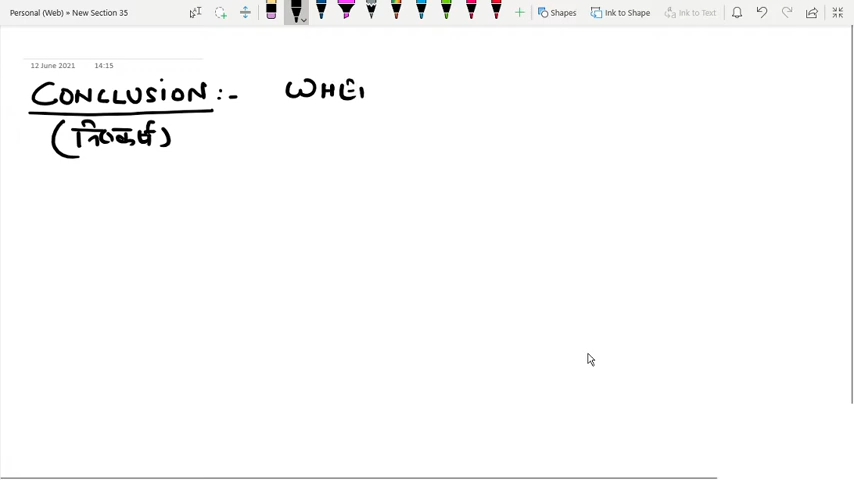 Personal (Web) » New Section 35
Shapes
Ink to Shape
Ink to Text
12 June 2021 14:15
CONCLUSION :- WHE
(निष्कर्ष)